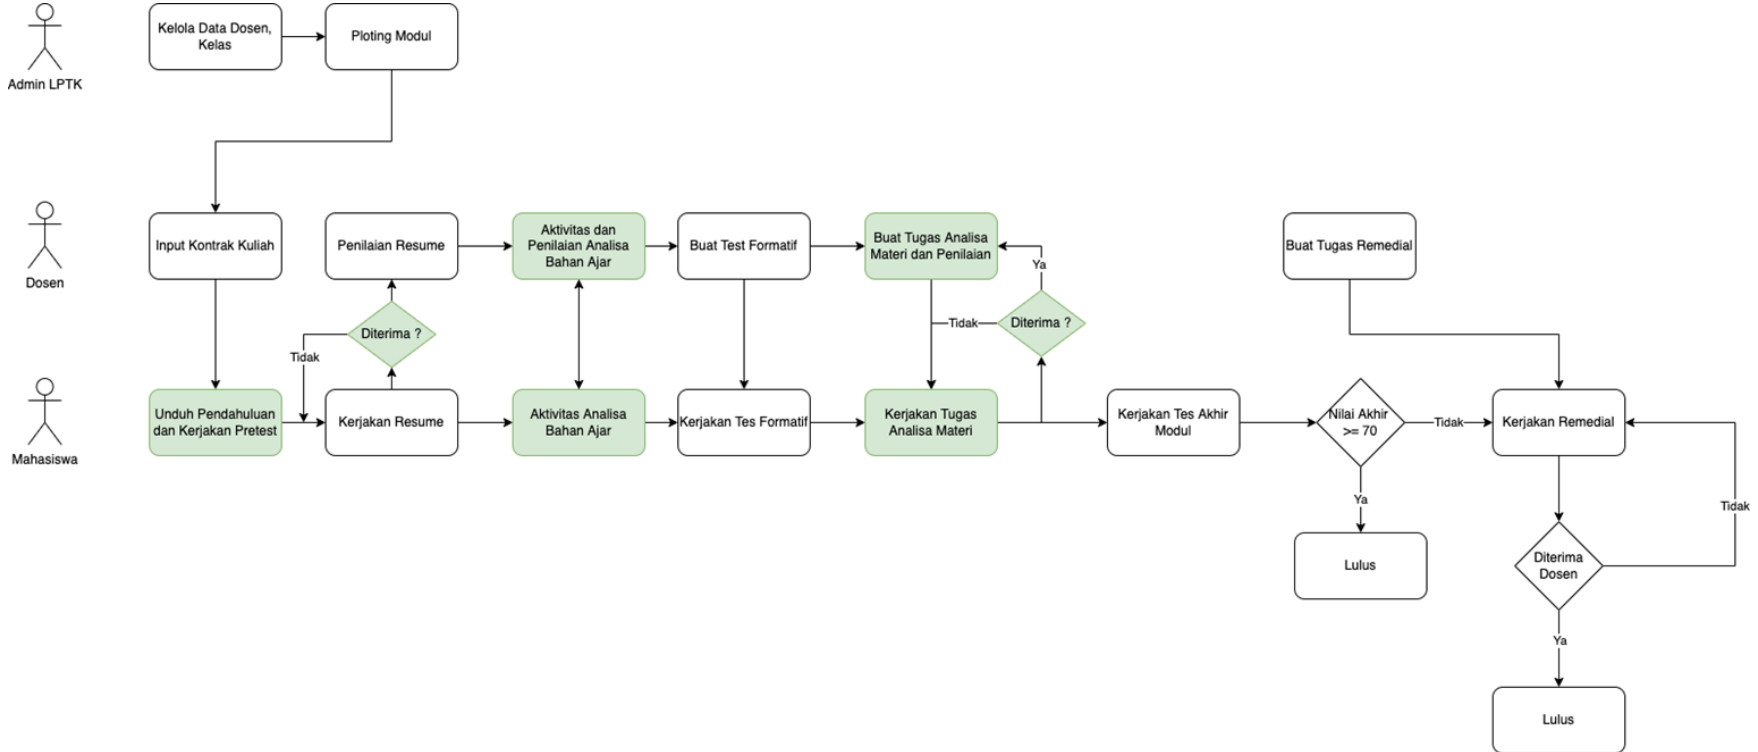 Kelola Data Dosen,
Kelas
Ploting Modul
Admin LPTK
Input Kontrak Kuliah
Penilaian Resume
Aktivitas dan
Penilaian Analisa
Bahan Ajar
Buat Test Formatif
Buat Tugas Analisa
Materi dan Penilaian
Buat Tugas Remedial
Ya
Dosen
Diterima ?
Tidak
Diterima ?
Tidak
Unduh Pendahuluan
dan Kerjakan Pretest
Kerjakan Resume
Aktivitas Analisa
Bahan Ajar
Kerjakan Tes Formatif
Kerjakan Tugas
Analisa Materi
Kerjakan Tes Akhir
Modul
Nilai Akhir
>= 70
Tidak
Kerjakan Remedial
Mahasiswa
Ya
Tidak
Lulus
Diterima
Dosen
Ya
Lulus